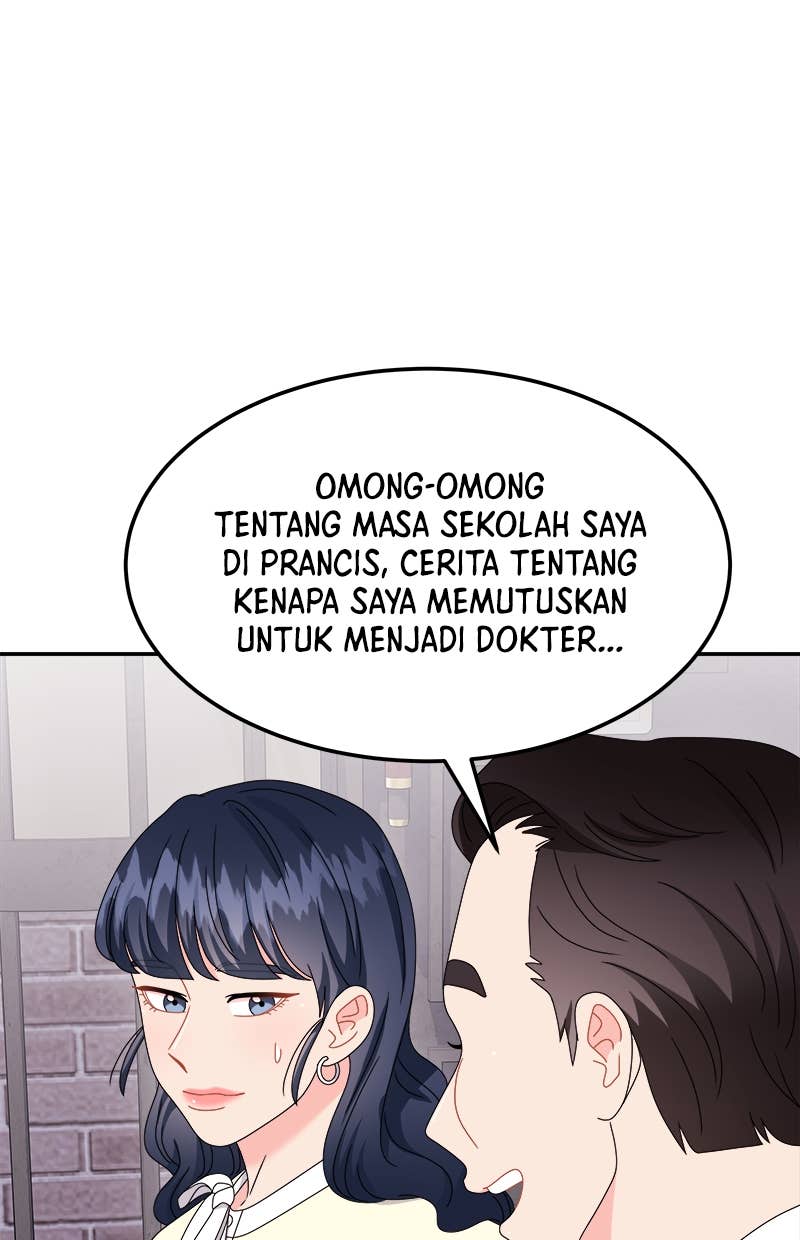 OMONG-OMONG
TENTANG MASA SEKOLAH SAYA
DI PRANCIS, CERITA TENTANG
KENAPA SAYA MEMUTUSKAN
UNTUK MENJADI DOKTER...